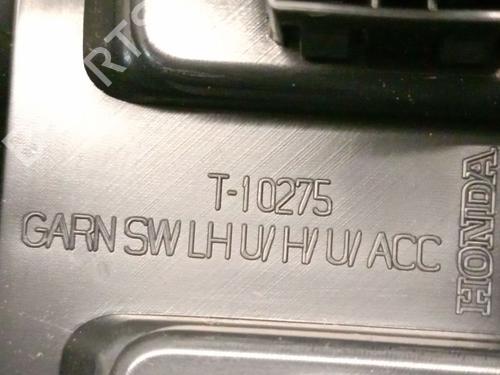 T-10275
GARN SW LH U/ H/ U/ ACC
HONDA